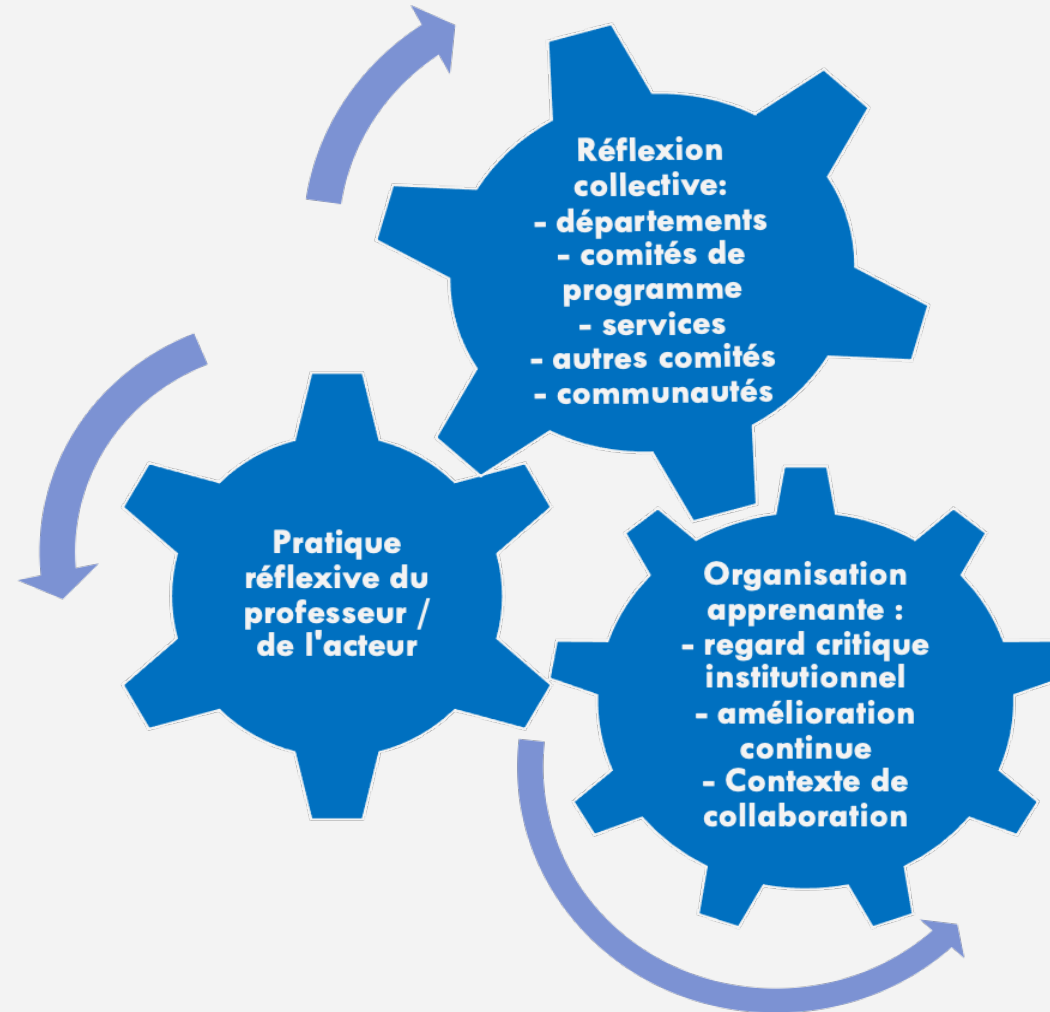 Réflexion
collective:
- départements
- comités de
programme
- services
- autres comités
- communautés
Pratique
réflexive du
professeur /
de l'acteur
Organisation
apprenante :
- regard critique
institutionnel
- amélioration
continue
- Contexte de
collaboration